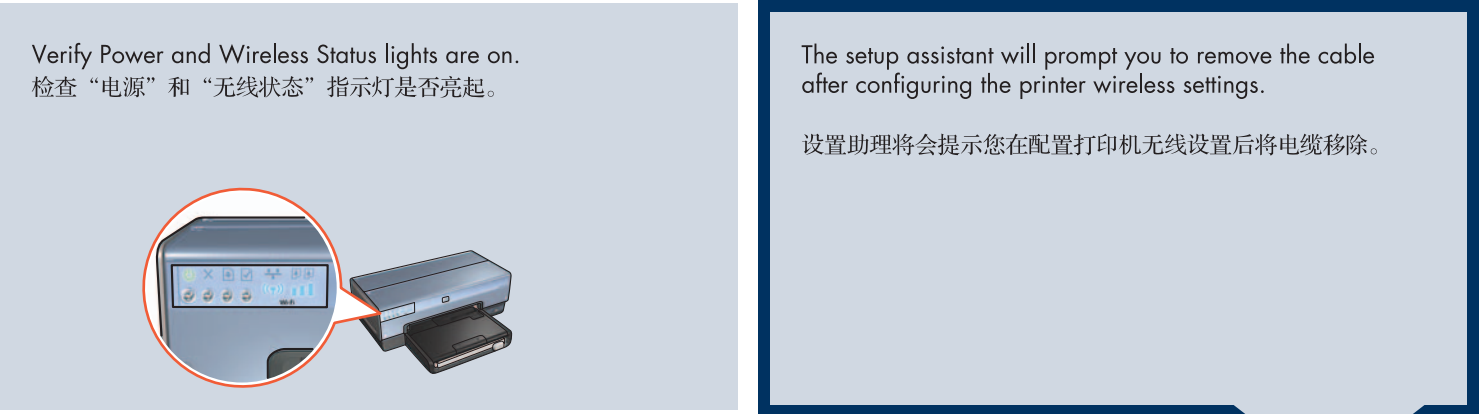 Verify Power and Wireless Status lights are on.
检查“电源”和“无线状态”指示灯是否亮起。
The setup assistant will prompt you to remove the cable
after configuring the printer wireless settings.
设置助理将会提示您在配置打印机无线设置后将电缆移除。